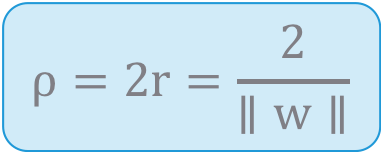 ρ = 2r = 2 / ‖ w ‖